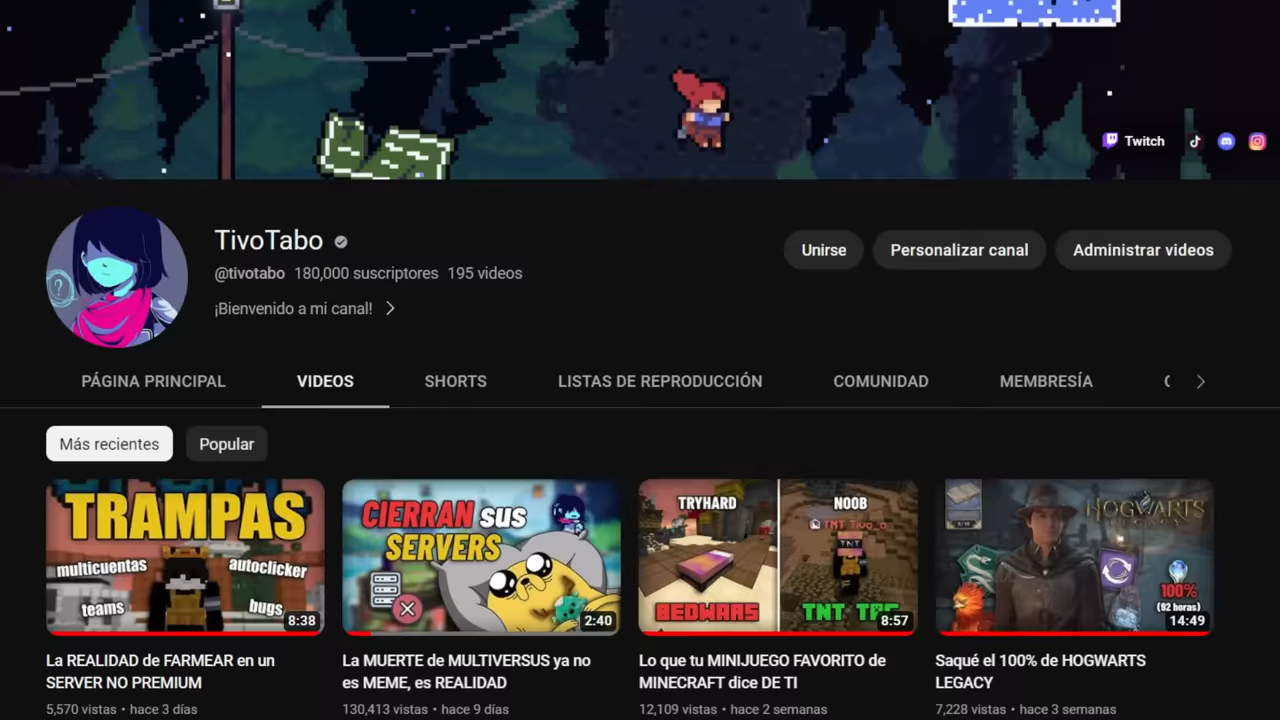 Twitch
TivoTabo
@tivotabo 180,000 suscriptores 195 videos
¡Bienvenido a mi canal!
Unirse
Personalizar canal
Administrar videos
PÁGINA PRINCIPAL
VIDEOS
SHORTS
LISTAS DE REPRODUCCIÓN
COMUNIDAD
MEMBRESÍA
Más recientes
Popular
TRAMPAS
multicuentas
autoclicker
teams
bugs
8:38
CIERRAN sus
SERVERS
2:40
TRYHARD
BEDWARS
NOOB
TNT Tivo_o
TNT
TNT
8:57
HOGWARTS
LEGACY
100%
(92 horas)
14:49
La REALIDAD de FARMEAR en un
SERVER NO PREMIUM
5,570 vistas • hace 3 días
La MUERTE de MULTIVERSUS ya no
es MEME, es REALIDAD
130,413 vistas • hace 9 días
Lo que tu MINIJUEGO FAVORITO de
MINECRAFT dice DE TI
12,109 vistas • hace 2 semanas
Saqué el 100% de HOGWARTS
LEGACY
7,228 vistas • hace 3 semanas